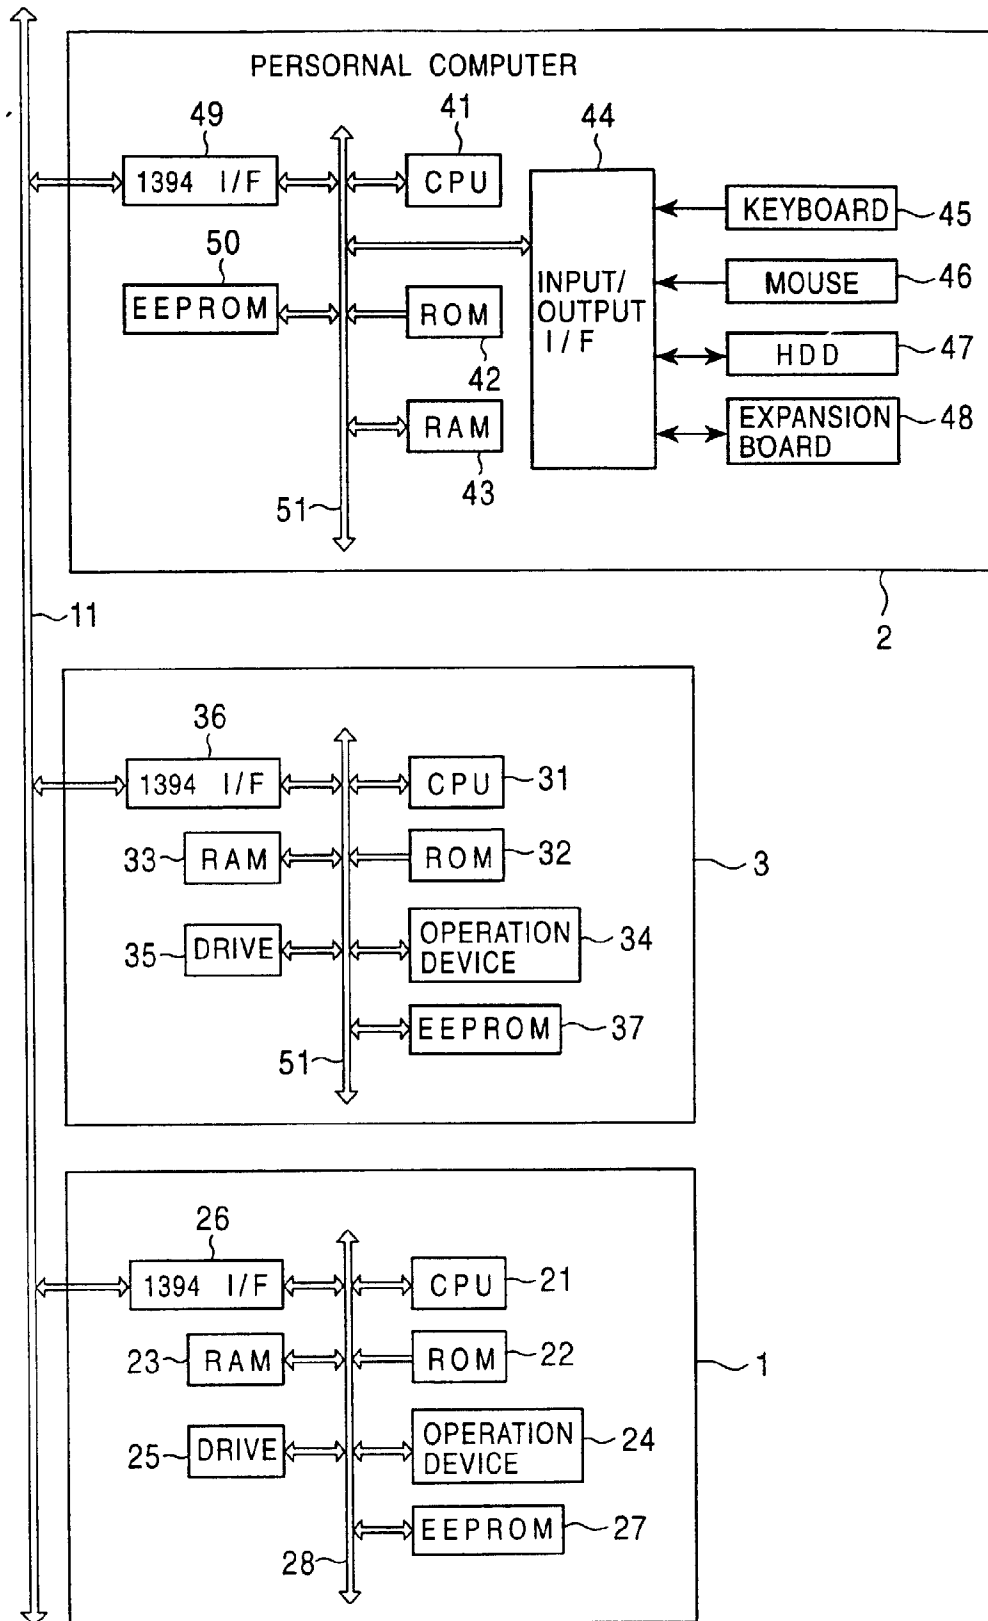 PERSORNAL COMPUTER
49
41
44
1394 I/F
CPU
KEYBOARD
45
50
EEPROM
INPUT/
OUTPUT
I/F
MOUSE
46
ROM
42
HDD
47
RAM
43
EXPANSION
BOARD
48
51
11
2
36
1394 I/F
CPU
31
33
RAM
ROM
32
3
35
DRIVE
OPERATION
DEVICE
34
EEPROM
37
51
26
1394 I/F
CPU
21
23
RAM
ROM
22
1
25
DRIVE
OPERATION
DEVICE
24
EEPROM
27
28